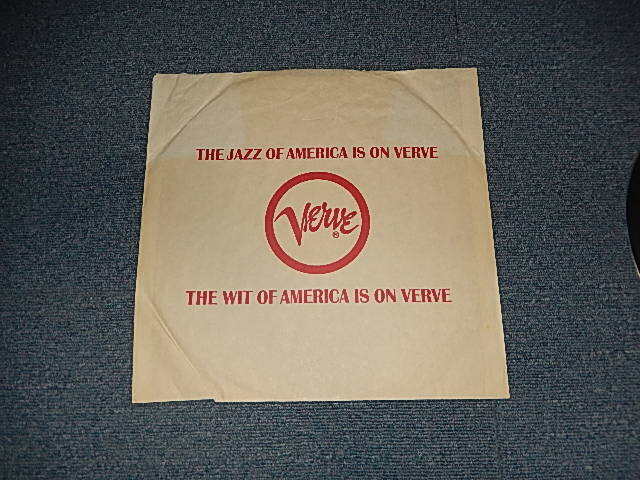 THE JAZZ OF AMERICA IS ON VERVE
Verve®
THE WIT OF AMERICA IS ON VERVE